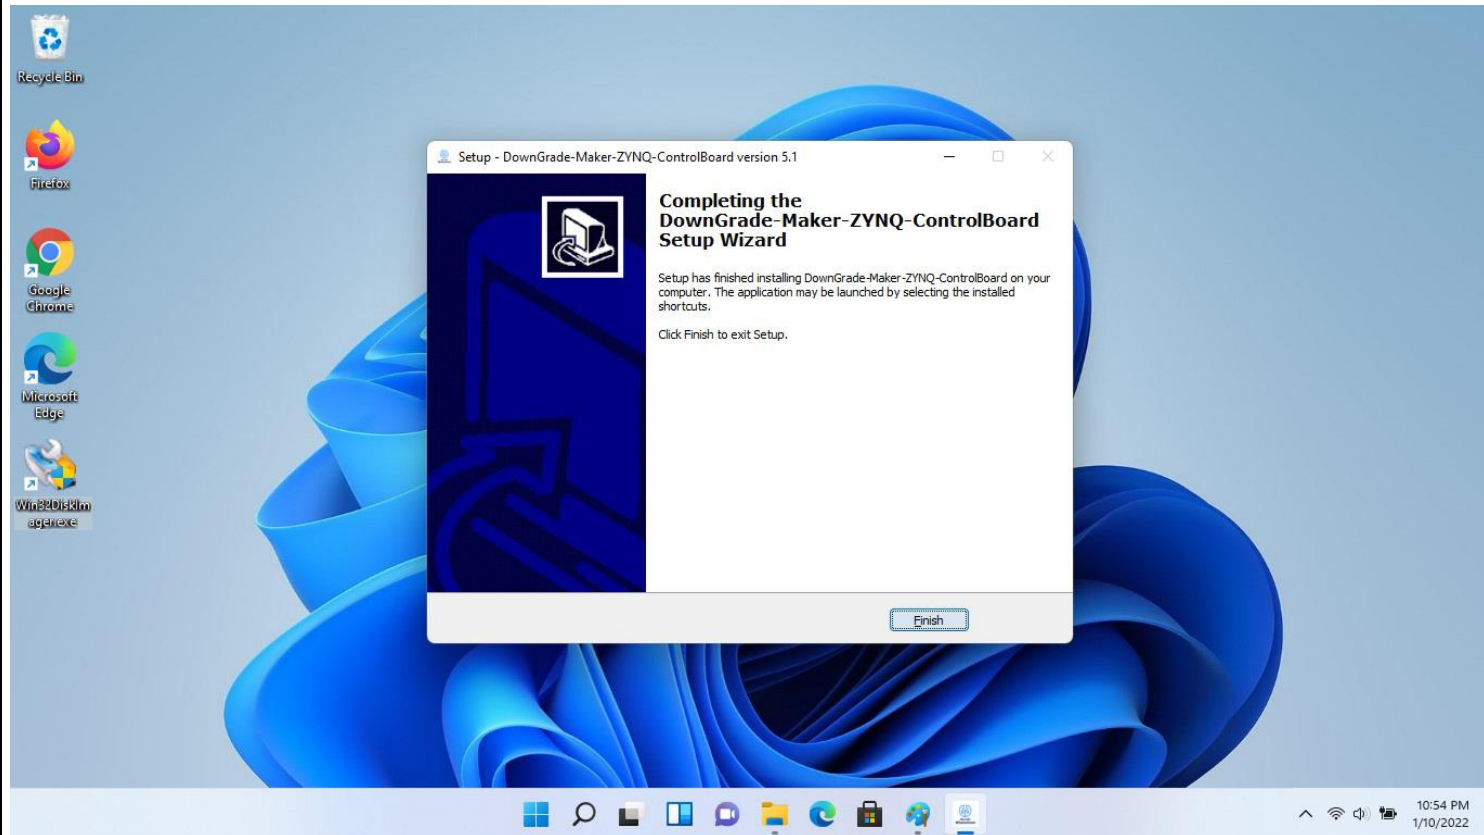 Recycle Bin
Firefox
Google
Chrome
Microsoft
Edge
Win32DiskIm
ager.exe
Setup - DownGrade-Maker-ZYNQ-ControlBoard version 5.1
Completing the
DownGrade-Maker-ZYNQ-ControlBoard
Setup Wizard
Setup has finished installing DownGrade-Maker-ZYNQ-ControlBoard on your
computer. The application may be launched by selecting the installed
shortcuts.
Click Finish to exit Setup.
Finish
10:54 PM
1/10/2022